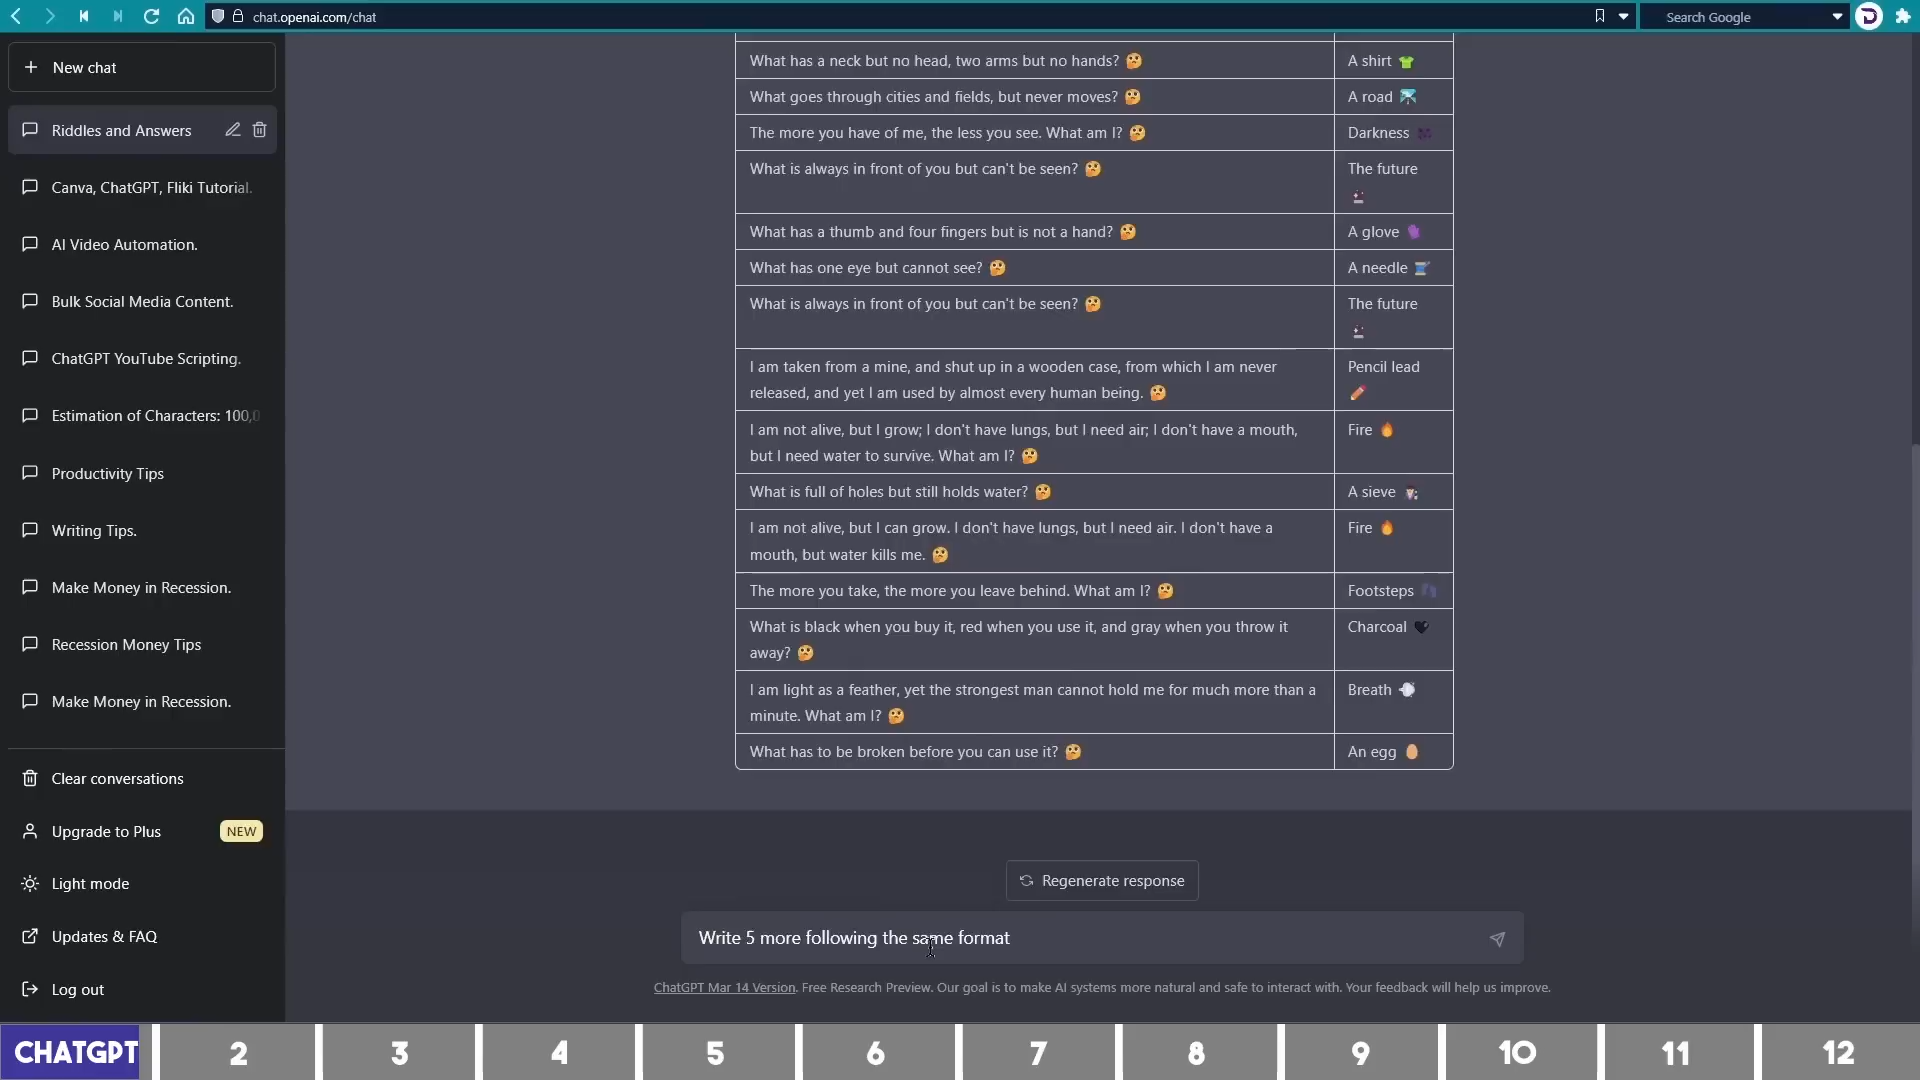 chat.openai.com/chat
Search Google
New chat
Riddles and Answers
Canva, ChatGPT, Fliki Tutorial.
AI Video Automation.
Bulk Social Media Content.
ChatGPT YouTube Scripting.
Estimation of Characters: 100,0
Productivity Tips
Writing Tips.
Make Money in Recession.
Recession Money Tips
Make Money in Recession.
Clear conversations
Upgrade to Plus NEW
Light mode
Updates & FAQ
Log out
What has a neck but no head, two arms but no hands? 🤔 A shirt 👕
What goes through cities and fields, but never moves? 🤔 A road 🛣️
The more you have of me, the less you see. What am I? 🤔 Darkness
What is always in front of you but can't be seen? 🤔 The future
🔮
What has a thumb and four fingers but is not a hand? 🤔 A glove 🧤
What has one eye but cannot see? 🤔 A needle 🧵
What is always in front of you but can't be seen? 🤔 The future
🔮
I am taken from a mine, and shut up in a wooden case, from which I am never Pencil lead
released, and yet I am used by almost every human being. 🤔 ✏️
I am not alive, but I grow; I don't have lungs, but I need air; I don't have a mouth, Fire 🔥
but I need water to survive. What am I? 🤔
What is full of holes but still holds water? 🤔 A sieve
I am not alive, but I can grow. I don't have lungs, but I need air. I don't have a Fire 🔥
mouth, but water kills me. 🤔
The more you take, the more you leave behind. What am I? 🤔 Footsteps 👣
What is black when you buy it, red when you use it, and gray when you throw it Charcoal 🖤
away? 🤔
I am light as a feather, yet the strongest man cannot hold me for much more than a Breath 💨
minute. What am I? 🤔
What has to be broken before you can use it? 🤔 An egg 🥚
Regenerate response
Write 5 more following the same format
ChatGPT Mar 14 Version. Free Research Preview. Our goal is to make AI systems more natural and safe to interact with. Your feedback will help us improve.
CHATGPT 2 3 4 5 6 7 8 9 10 11 12